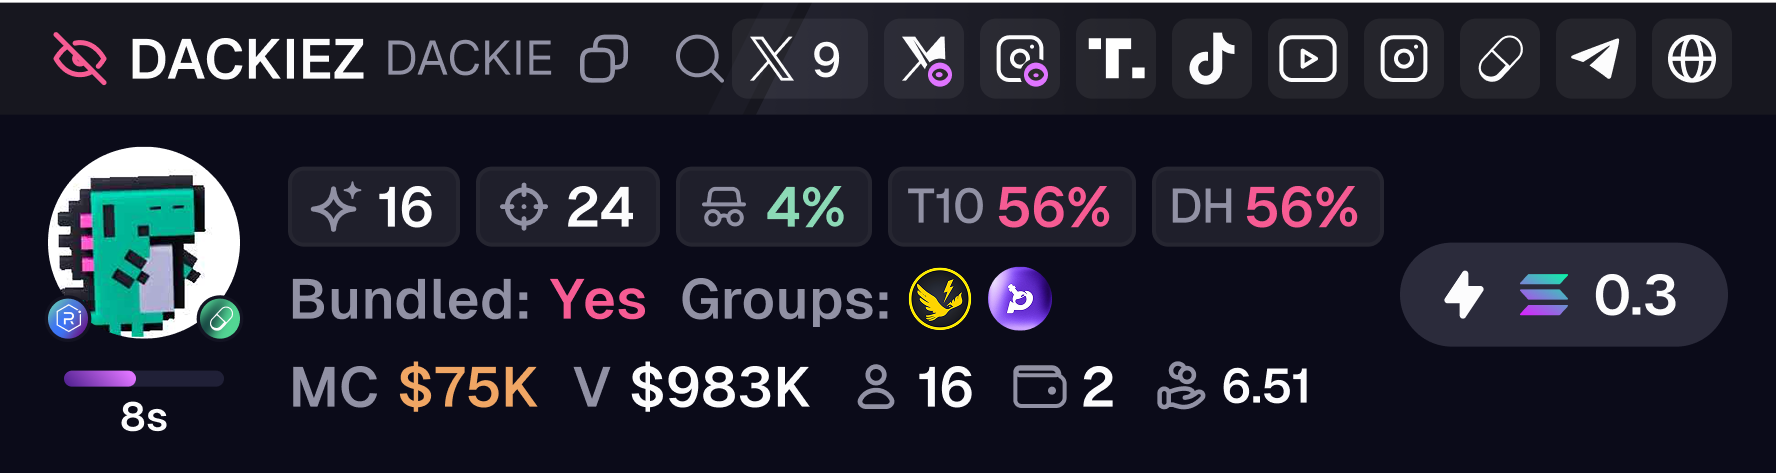 DACKIEZ DACKIE 9 T.
16 24 4% T10 56% DH 56%
Bundled: Yes Groups:
0.3
MC $75K V $983K 16 2 6.51
8s